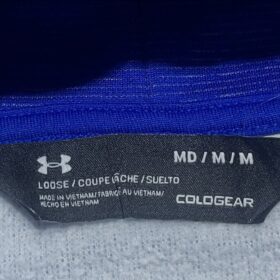 MD / M / M
LOOSE / COUPE LÂCHE / SUELTO
MADE IN VIETNAM / FABRIQUÉ AU VIETNAM /
HECHO EN VIETNAM
COLDGEAR